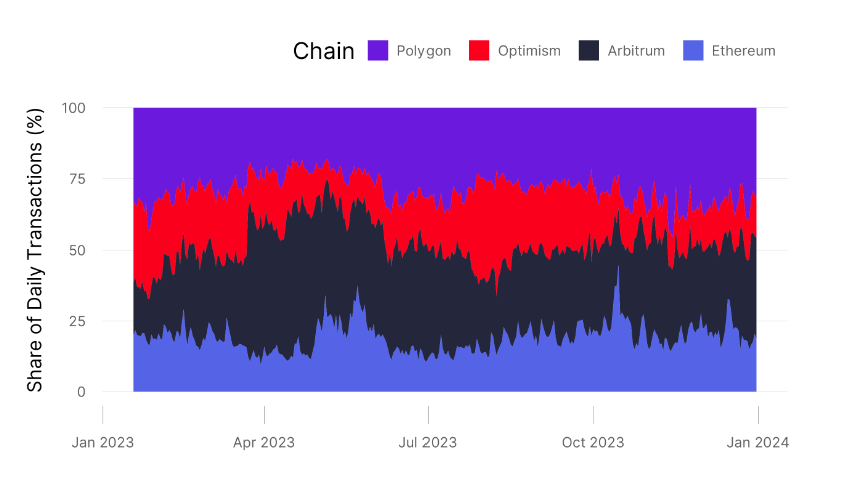 Chain Polygon Optimism Arbitrum Ethereum
Share of Daily Transactions (%)
100
75
50
25
0
Jan 2023 Apr 2023 Jul 2023 Oct 2023 Jan 2024